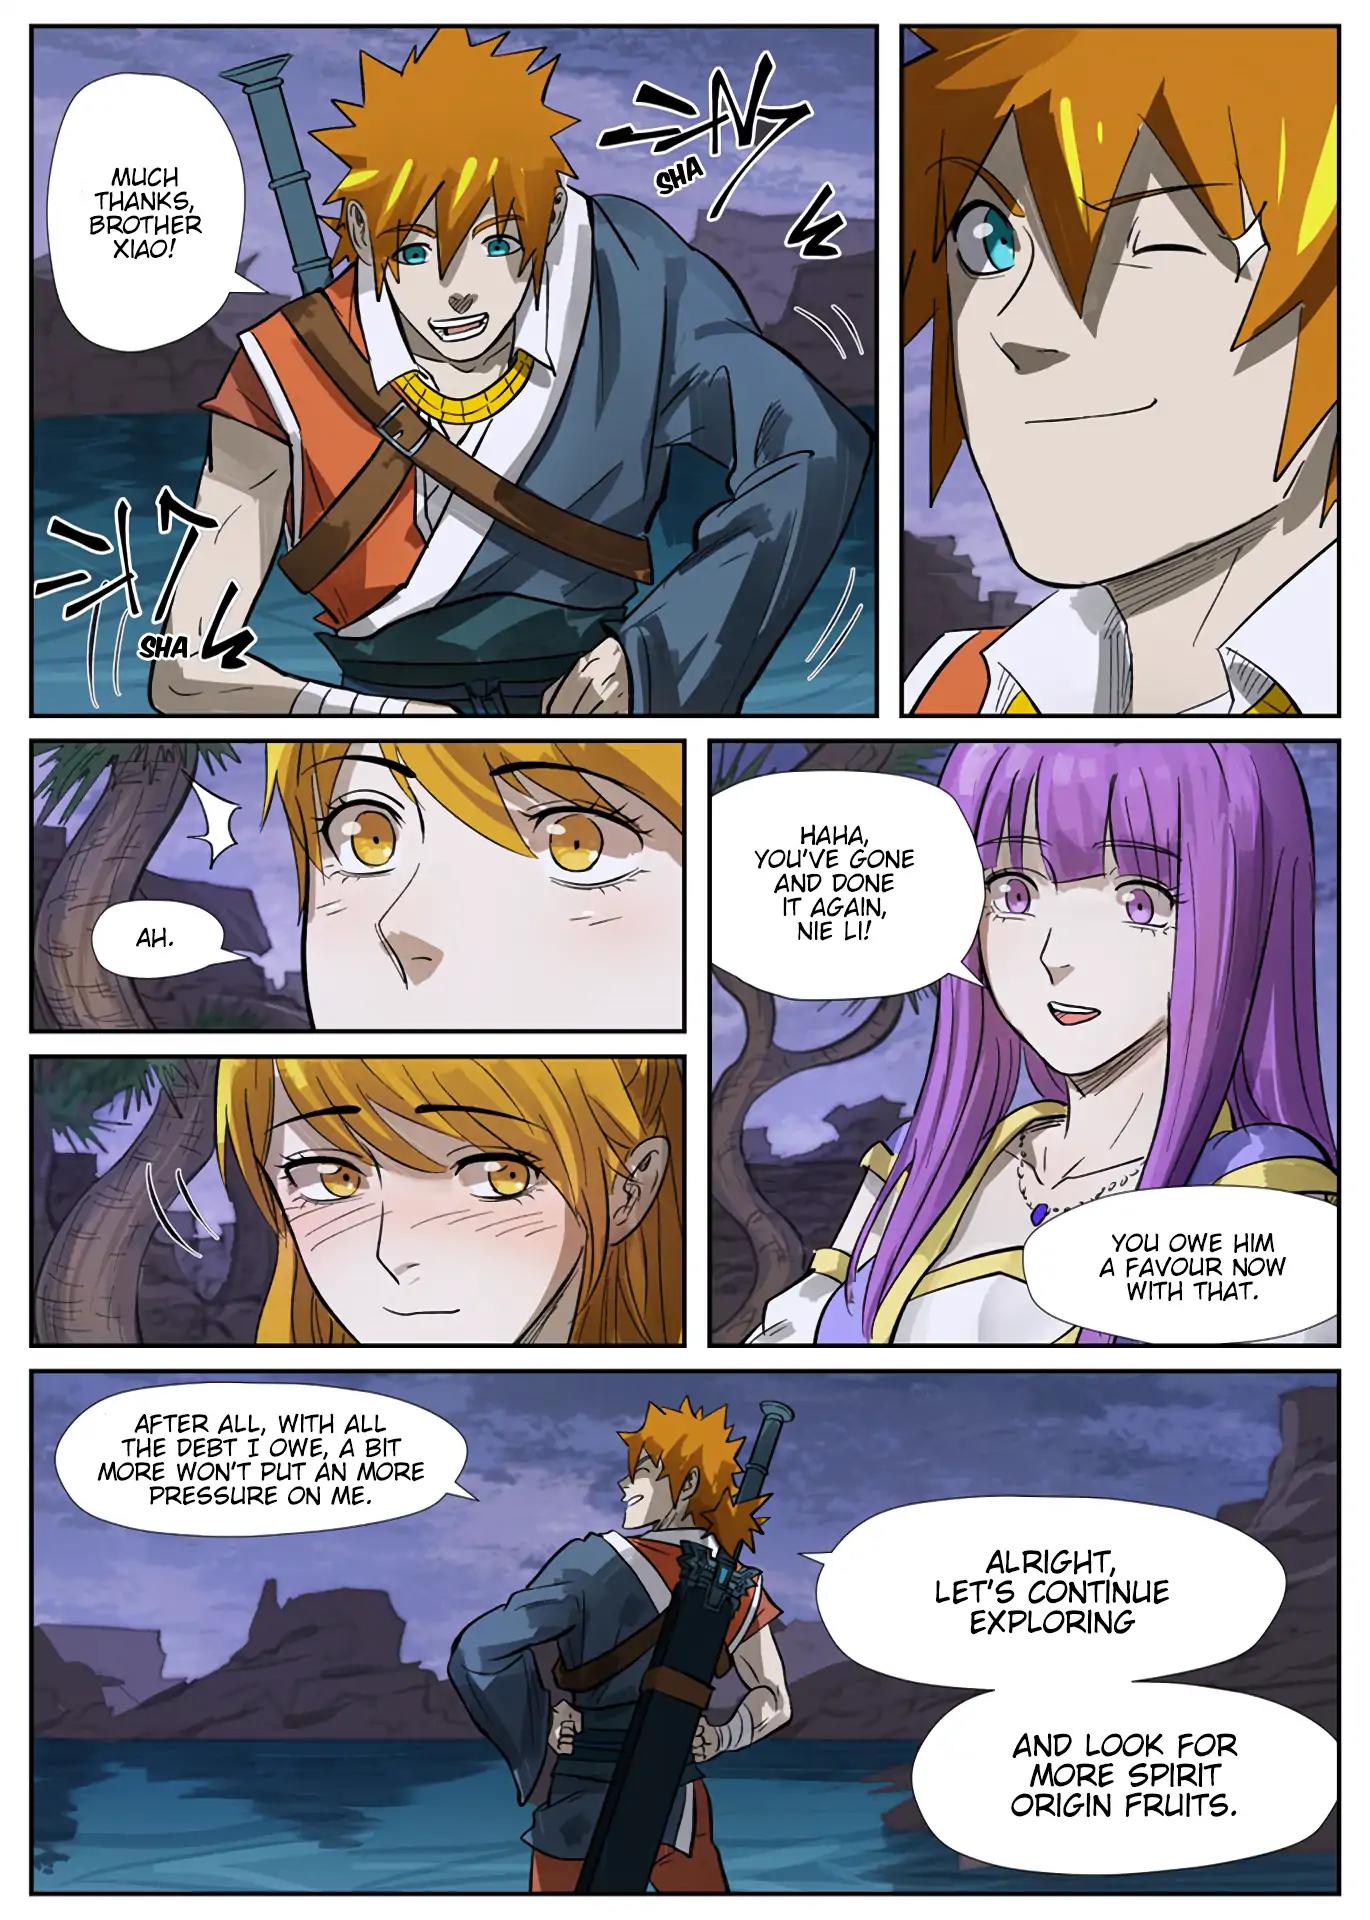 MUCH
THANKS,
BROTHER
XIAO!
SHA
SHA
AH.
HAHA,
YOU'VE GONE
AND DONE
IT AGAIN,
NIE LI!
YOU OWE HIM
A FAVOUR NOW
WITH THAT.
AFTER ALL, WITH ALL
THE DEBT I OWE, A BIT
MORE WON'T PUT AN MORE
PRESSURE ON ME.
ALRIGHT,
LET'S CONTINUE
EXPLORING
AND LOOK FOR
MORE SPIRIT
ORIGIN FRUITS.